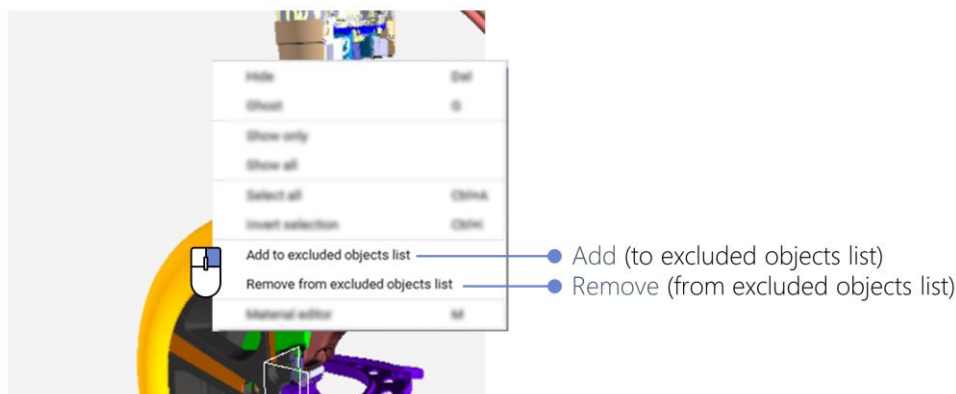 Hide Del
Ghost G
Show only
Show all
Select all Ctrl+A
Invert selection Ctrl+I
Add to excluded objects list
Add (to excluded objects list)
Remove from excluded objects list
Remove (from excluded objects list)
Material editor M